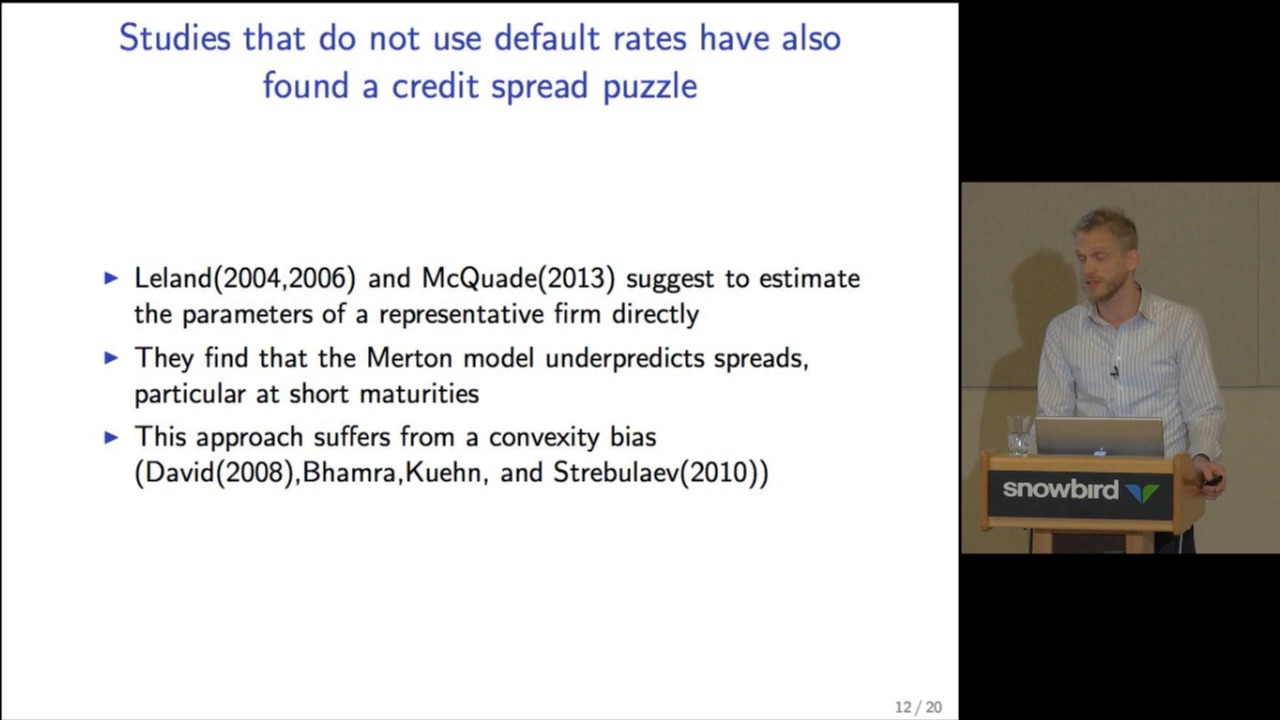 Studies that do not use default rates have also
found a credit spread puzzle
► Leland(2004,2006) and McQuade(2013) suggest to estimate
the parameters of a representative firm directly
► They find that the Merton model underpredicts spreads,
particular at short maturities
► This approach suffers from a convexity bias
(David(2008),Bhamra,Kuehn, and Strebulaev(2010))
12 / 20
snowbird